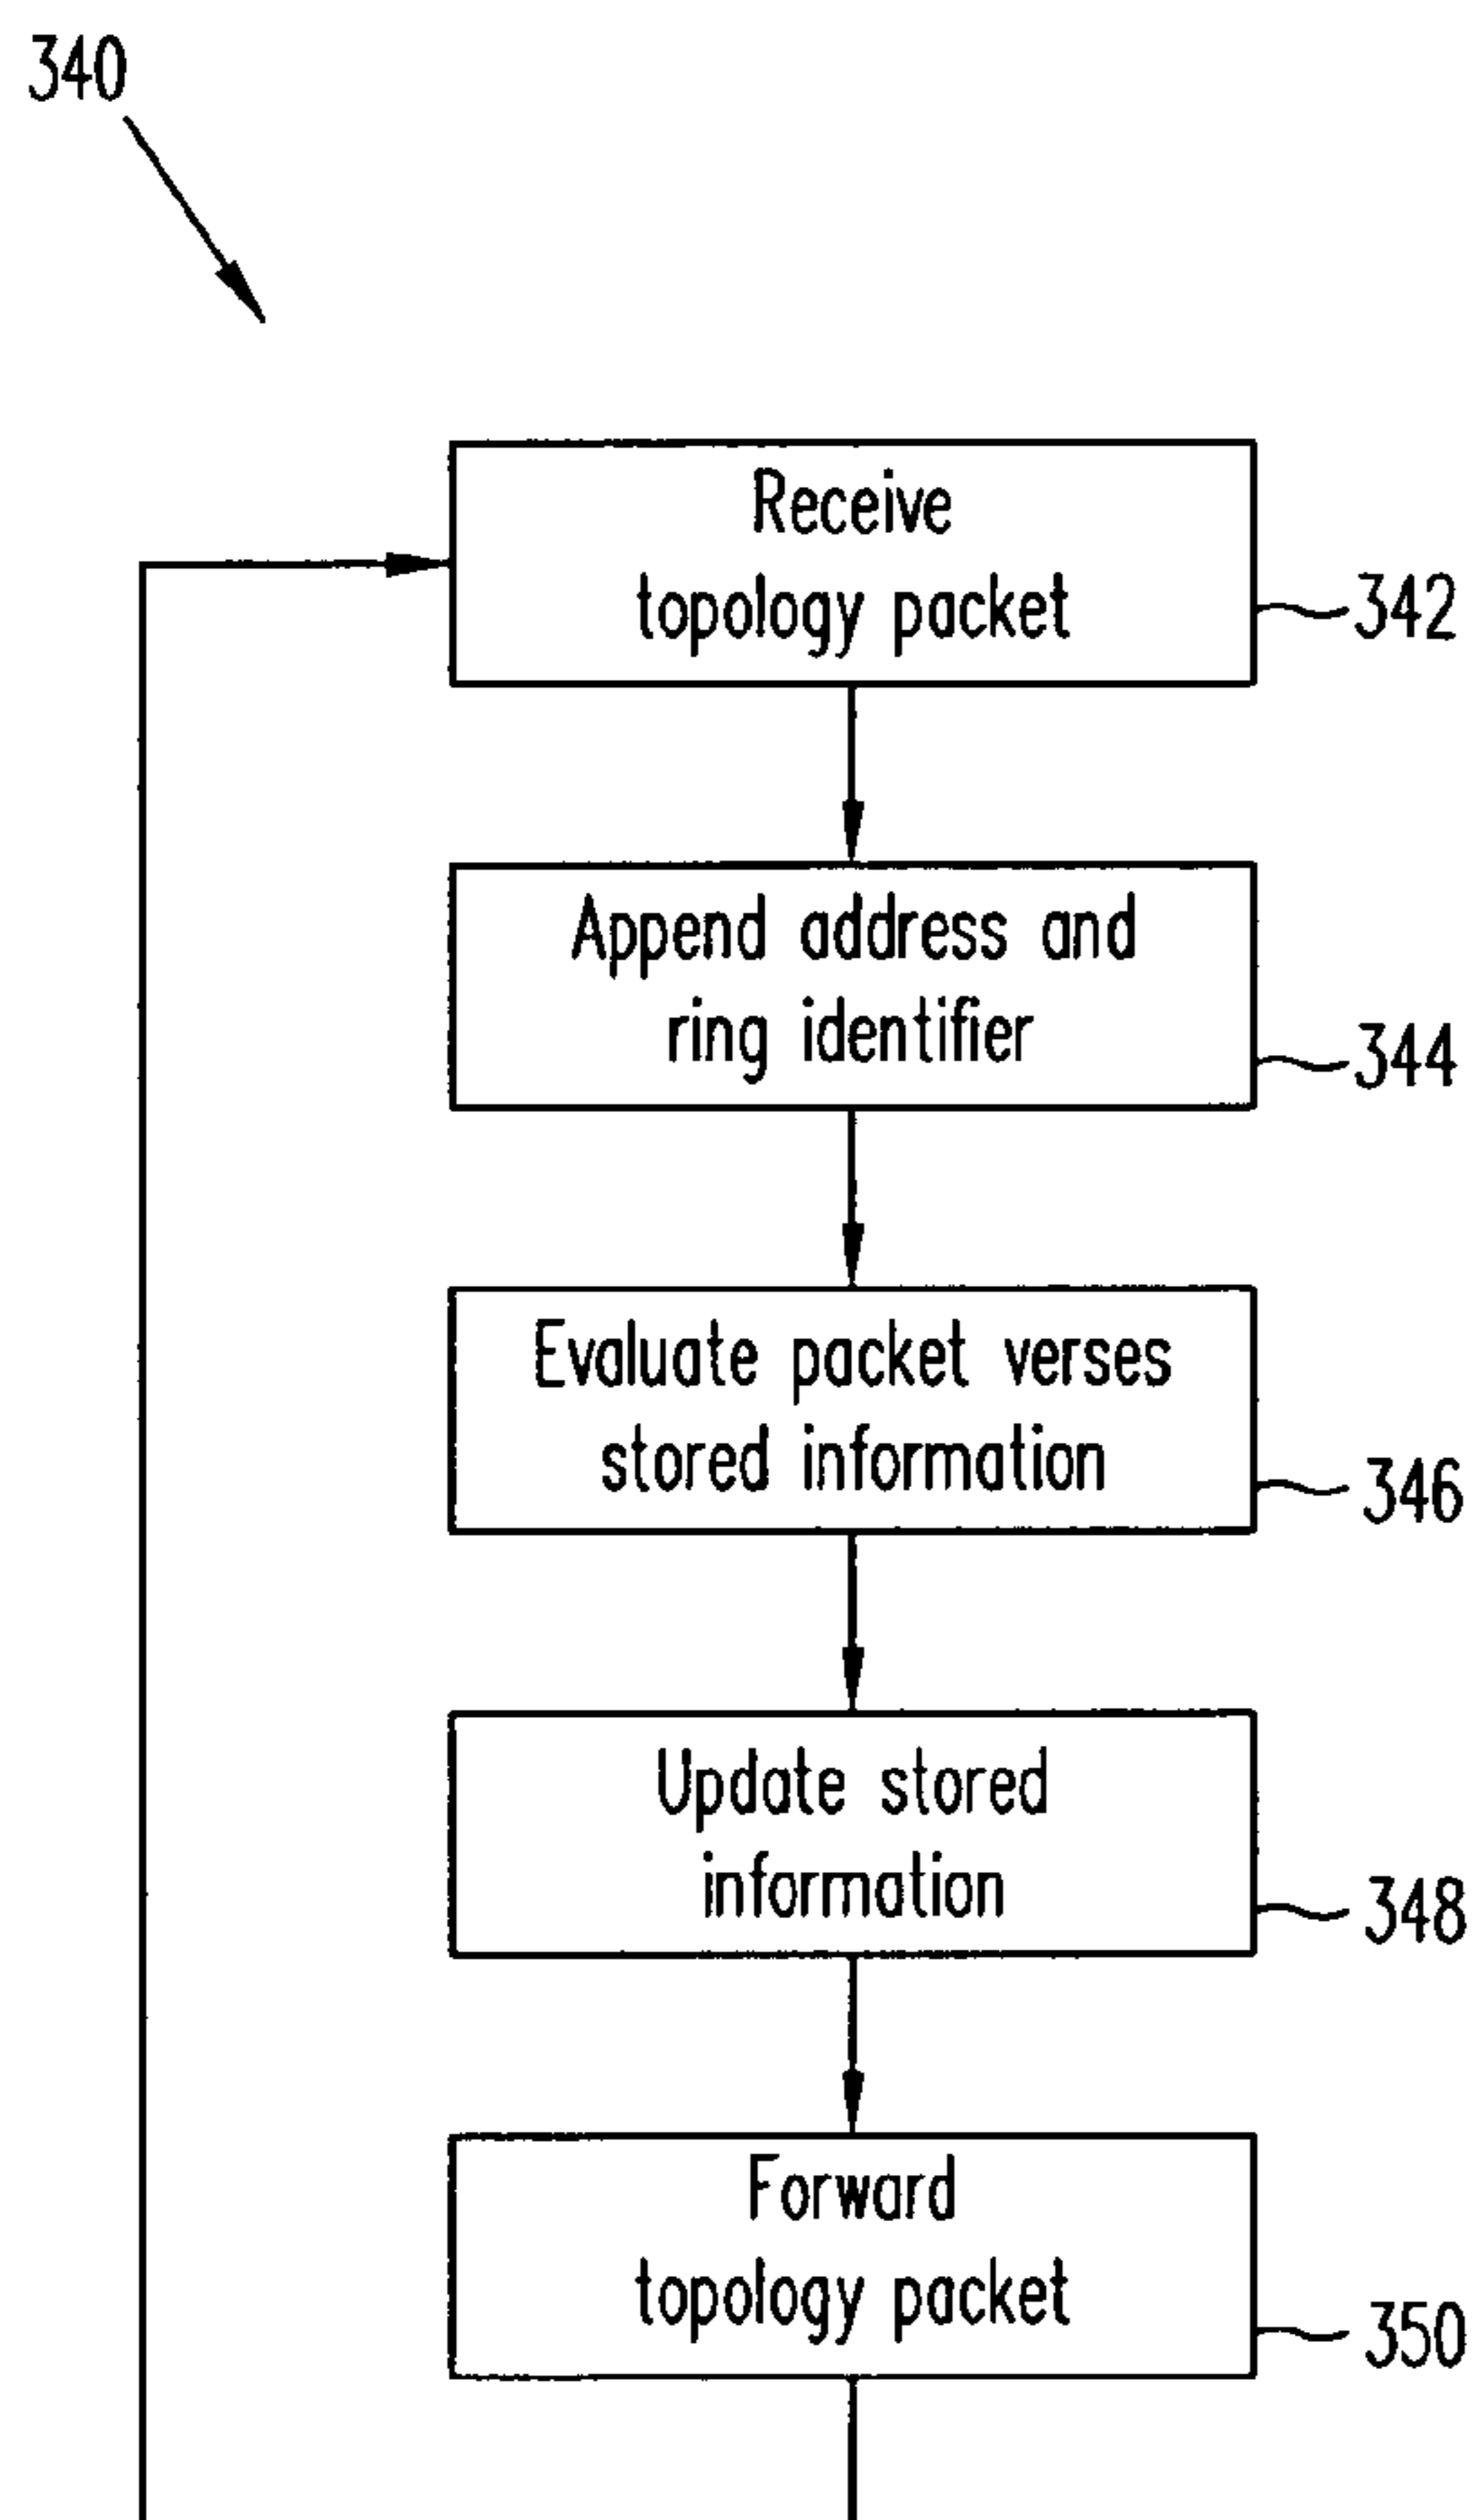 340
Receive
topology packet
342
Append address and
ring identifier
344
Evaluate packet verses
stored information
346
Update stored
information
348
Forward
topology packet
350